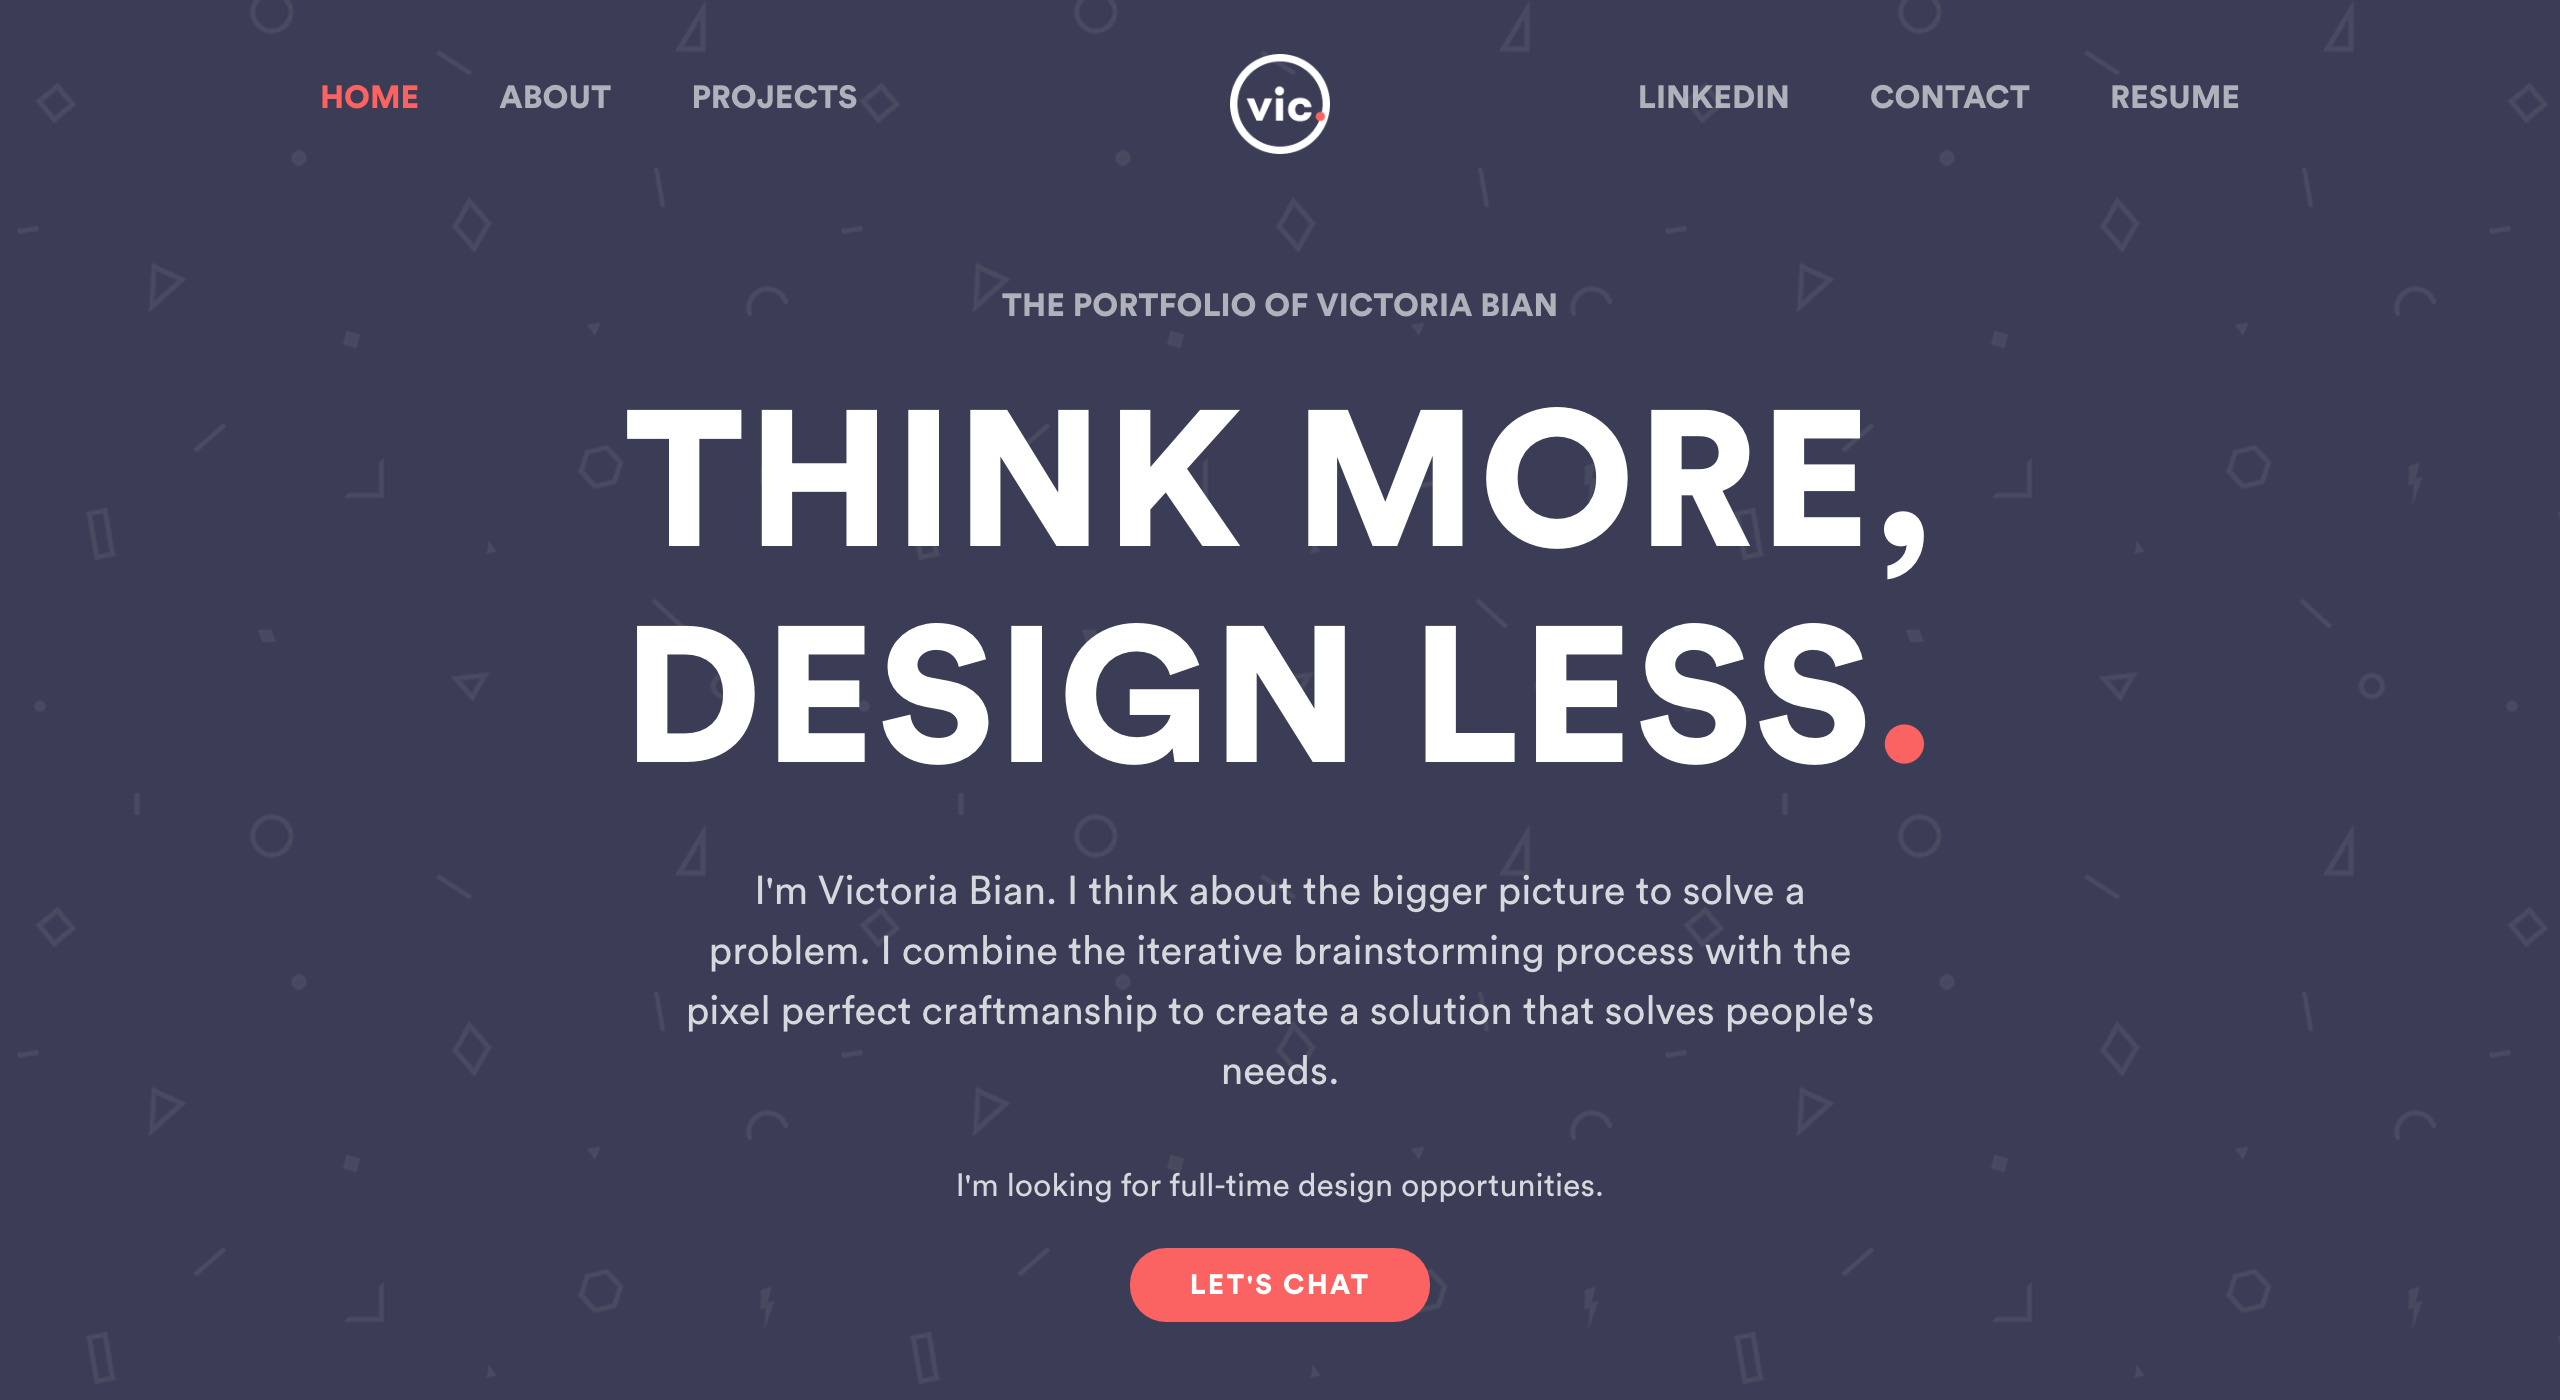 HOME ABOUT PROJECTS vic. LINKEDIN CONTACT RESUME
THE PORTFOLIO OF VICTORIA BIAN
THINK MORE,
DESIGN LESS.
I'm Victoria Bian. I think about the bigger picture to solve a
problem. I combine the iterative brainstorming process with the
pixel perfect craftmanship to create a solution that solves people's
needs.
I'm looking for full-time design opportunities.
LET'S CHAT